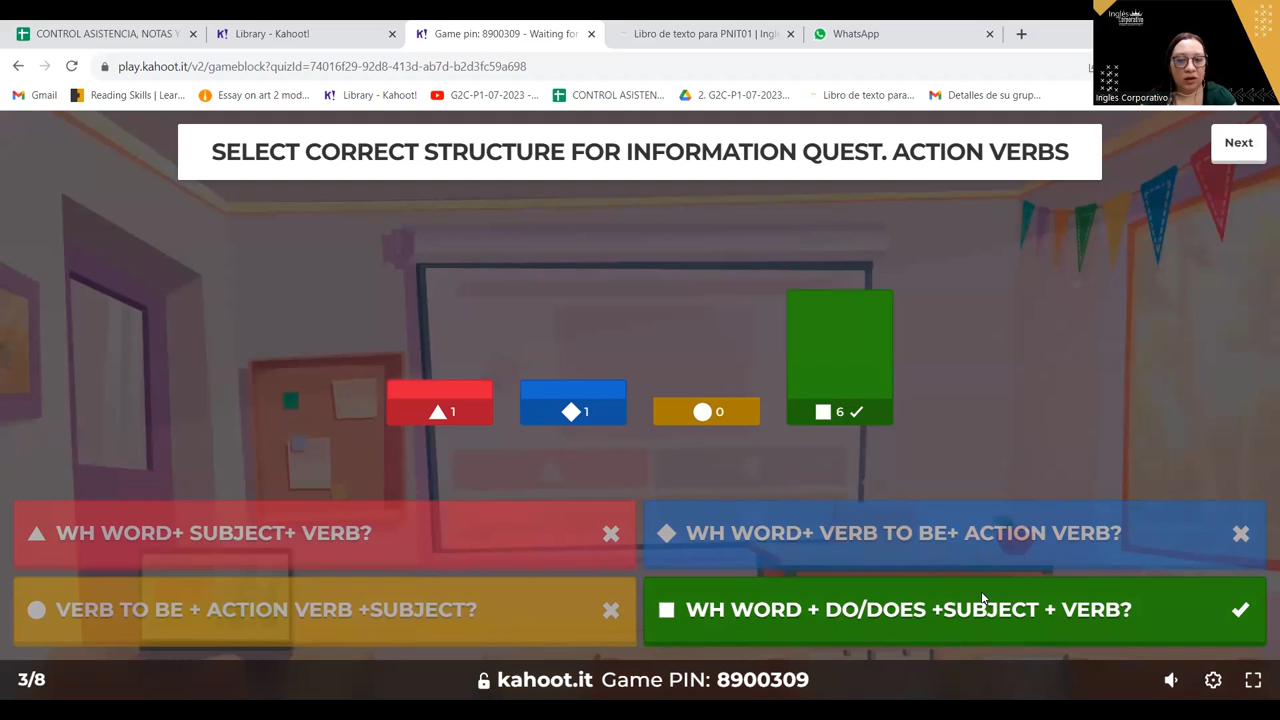 CONTROL ASISTENCIA, NOTAS Y
Library - Kahoot!
Game pin: 8900309 - Waiting for
Libro de texto para PNIT01 | Ingl
WhatsApp
play.kahoot.it/v2/gameblock?quizId=74016f29-92d8-413d-ab7d-b2d3f559a698
Gmail
Reading Skills | Lear...
Essay on art 2 mod...
Library - Kahoot!
G2C-P1-07-2023 -...
CONTROL ASISTEN...
2. G2C-P1-07-2023...
Libro de texto para...
Detalles de su grup...
Inglés
Corporativo
Ingles Corporativo
SELECT CORRECT STRUCTURE FOR INFORMATION QUEST. ACTION VERBS
Next
1
1
0
6
WH WORD+ SUBJECT+ VERB?
WH WORD+ VERB TO BE+ ACTION VERB?
VERB TO BE + ACTION VERB +SUBJECT?
WH WORD + DO/DOES +SUBJECT + VERB?
3/8
kahoot.it Game PIN: 8900309